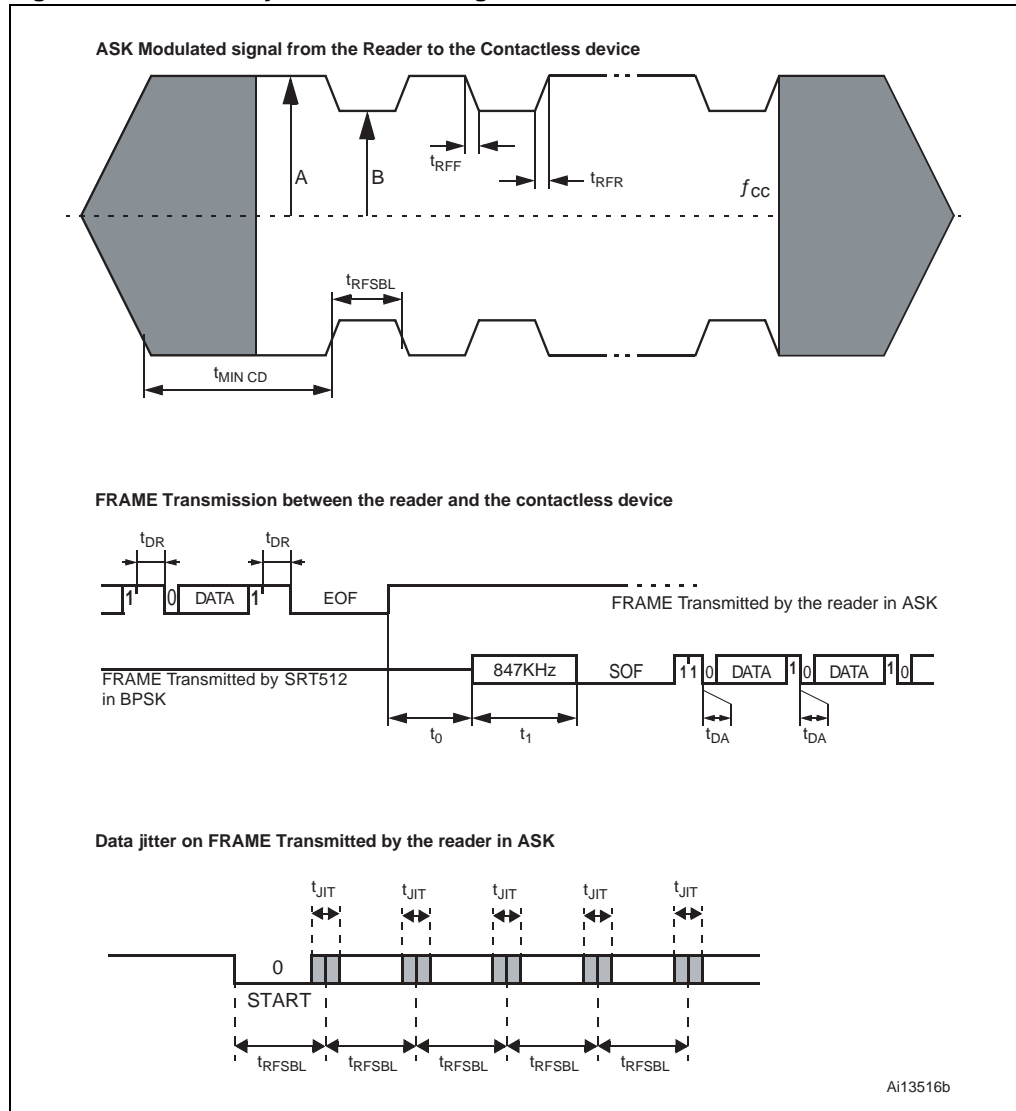 ASK Modulated signal from the Reader to the Contactless device
A
B
tRFF
tRFR
fCC
tRFSBL
tMIN CD
FRAME Transmission between the reader and the contactless device
tDR
tDR
1
0
DATA
1
EOF
FRAME Transmitted by the reader in ASK
847KHz
SOF
1 1
0
DATA
1
0
DATA
1
0
FRAME Transmitted by SRT512
in BPSK
t0
t1
tDA
tDA
Data jitter on FRAME Transmitted by the reader in ASK
tJIT
tJIT
tJIT
tJIT
tJIT
0
START
tRFSBL
tRFSBL
tRFSBL
tRFSBL
tRFSBL
Ai13516b